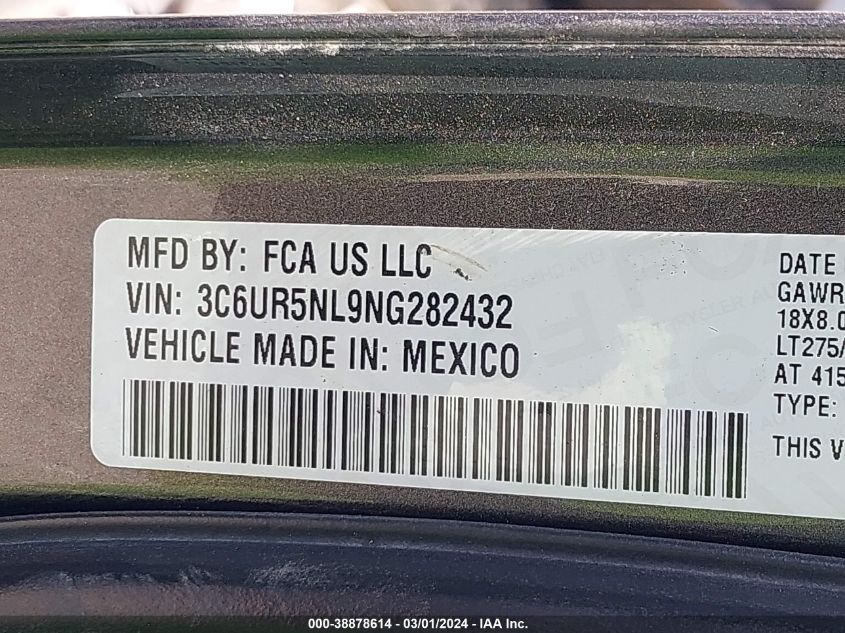 MFD BY: FCA US LLC
VIN: 3C6UR5NL9NG282432
VEHICLE MADE IN: MEXICO
DATE
GAWR
18X8.0
LT275/
AT 415
TYPE:
THIS V
000-38878614 - 03/01/2024 - IAA Inc.